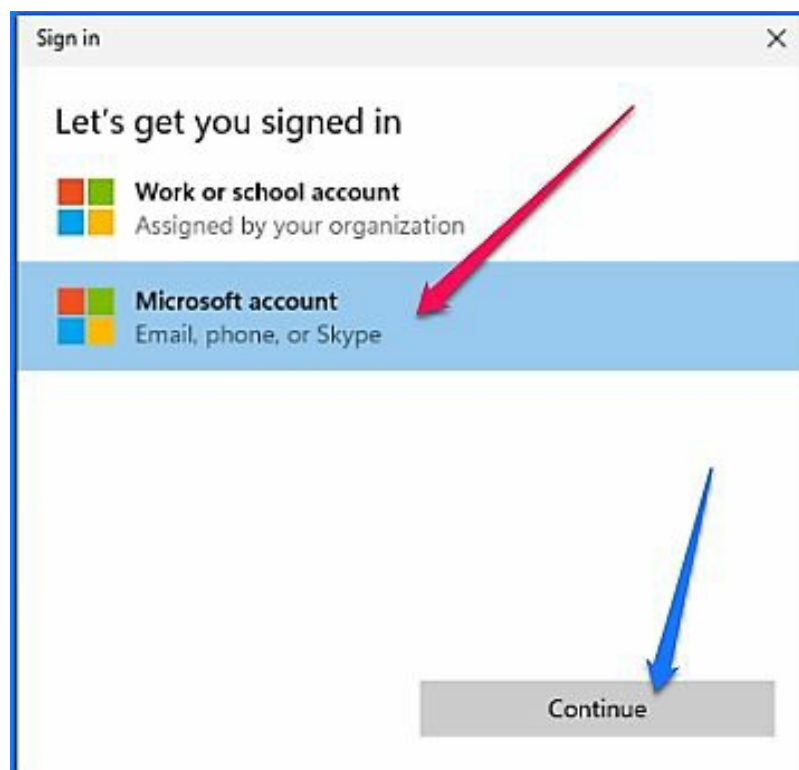 Sign in
Let's get you signed in
Work or school account
Assigned by your organization
Microsoft account
Email, phone, or Skype
Continue